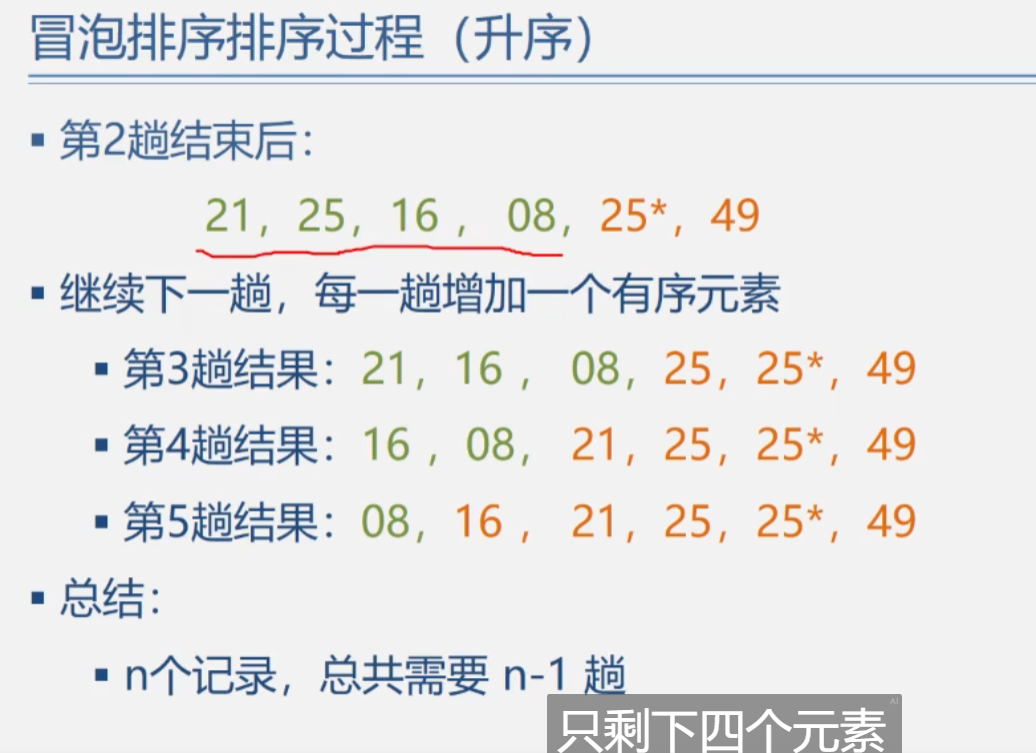 冒泡排序排序过程（升序）
▪ 第2趟结束后：
21, 25, 16 , 08, 25*, 49
▪ 继续下一趟，每一趟增加一个有序元素
▪ 第3趟结果：21, 16 , 08, 25, 25*, 49
▪ 第4趟结果：16 , 08, 21, 25, 25*, 49
▪ 第5趟结果：08, 16 , 21, 25, 25*, 49
▪ 总结：
▪ n个记录，总共需要 n-1 趟
AI
只剩下四个元素